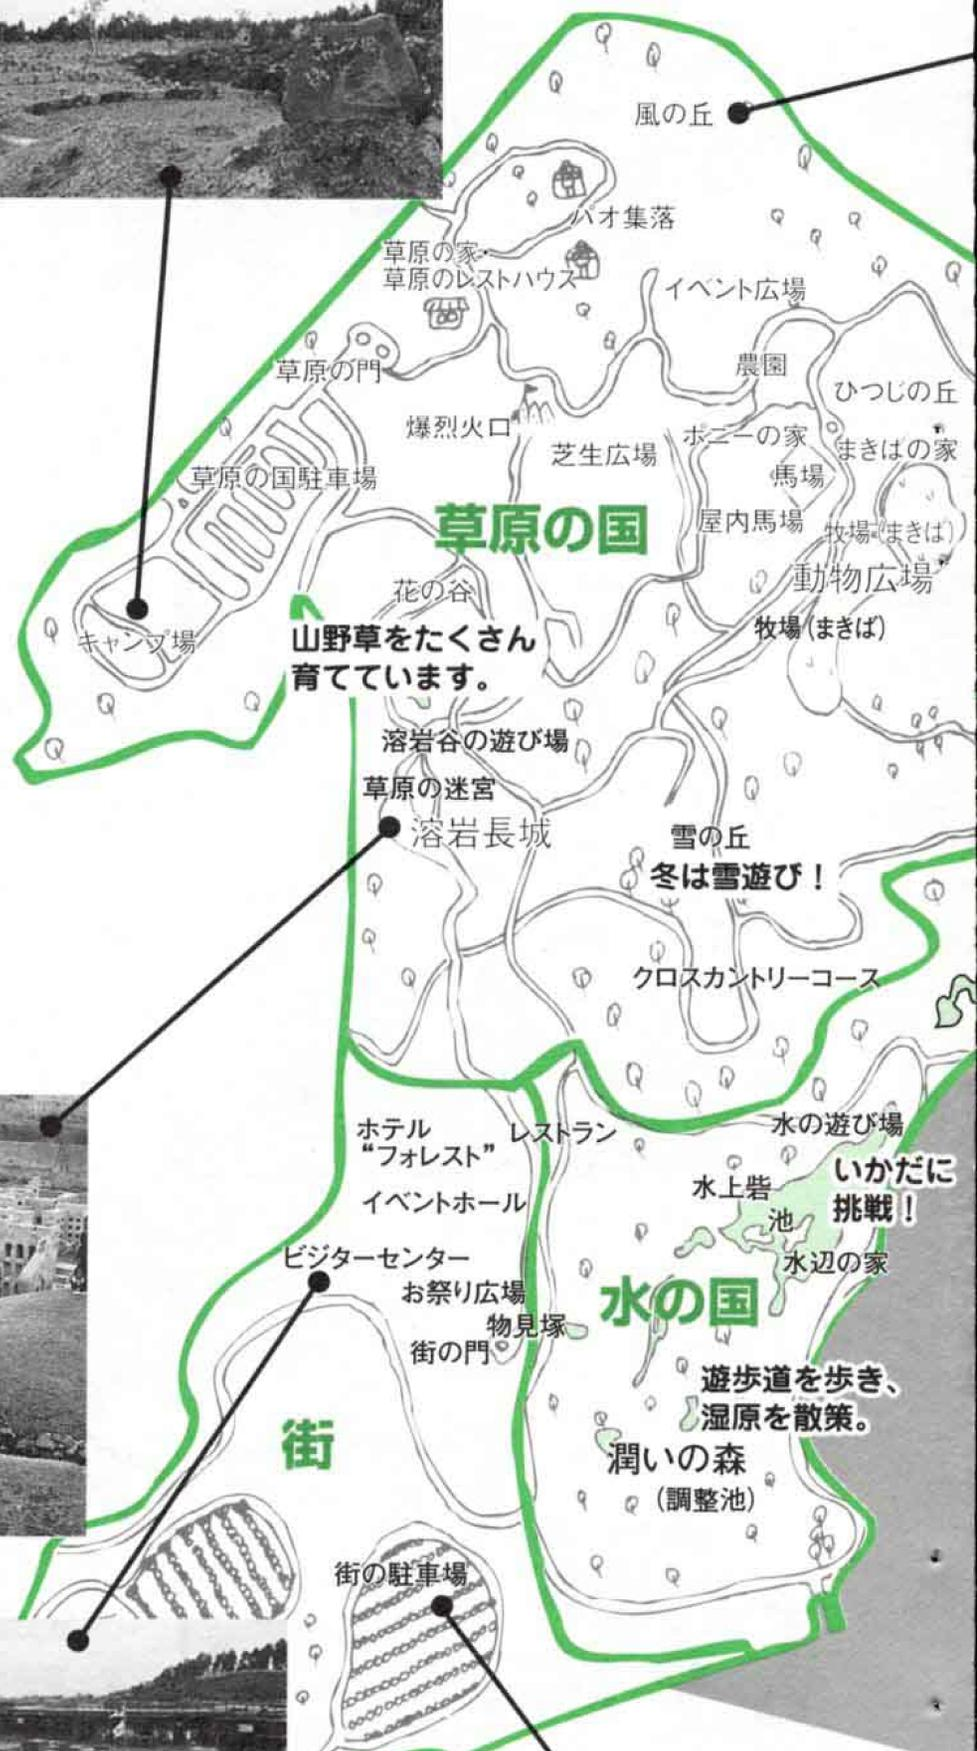 風の丘
パオ集落
草原の家・
草原のレストハウス
イベント広場
草原の門
農園
ひつじの丘
爆烈火口
芝生広場
ポニーの家
まきはの家
馬場
草原の国駐車場
草原の国
屋内馬場
牧場(まきば)
動物広場
花の谷
キャンプ場
山野草をたくさん
育てています。
牧場(まきば)
溶岩谷の遊び場
草原の迷宮
溶岩長城
雪の丘
冬は雪遊び!
クロスカントリーコース
ホテル
“フォレスト”
レストラン
水の遊び場
いかだに
挑戦!
水上砦
池
イベントホール
ビジターセンター
水辺の家
お祭り広場
水の国
物見塚
街の門
遊歩道を歩き、
湿原を散策。
街
潤いの森
(調整池)
街の駐車場